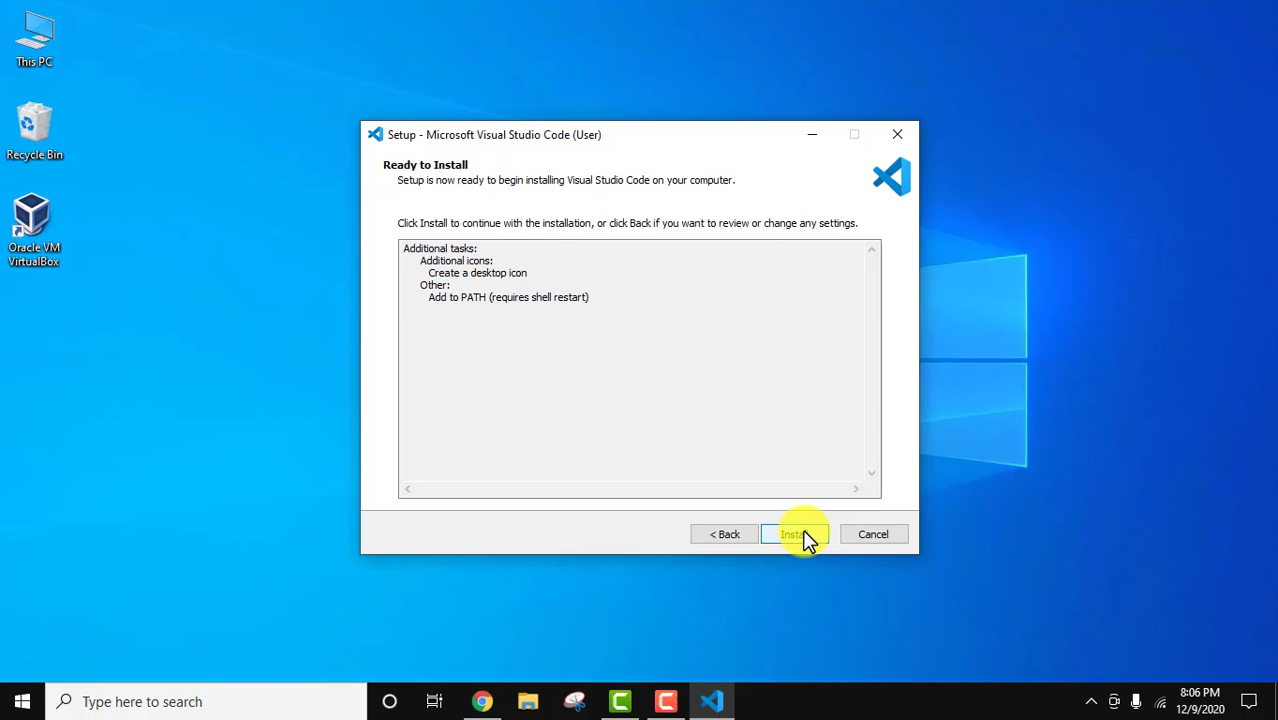 This PC
Recycle Bin
Oracle VM
VirtualBox
Setup - Microsoft Visual Studio Code (User)
Ready to Install
Setup is now ready to begin installing Visual Studio Code on your computer.
Click Install to continue with the installation, or click Back if you want to review or change any settings.
Additional tasks:
Additional icons:
Create a desktop icon
Other:
Add to PATH (requires shell restart)
< Back
Install
Cancel
Type here to search
8:06 PM
12/9/2020